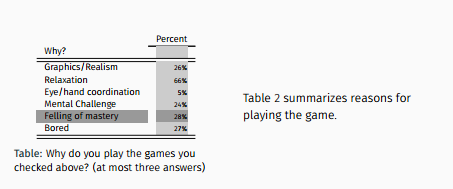 Percent
Why?
Graphics/Realism 26%
Relaxation 66%
Eye/hand coordination 5%
Mental Challenge 24%
Felling of mastery 28%
Bored 27%
Table: Why do you play the games you
checked above? (at most three answers)
Table 2 summarizes reasons for
playing the game.